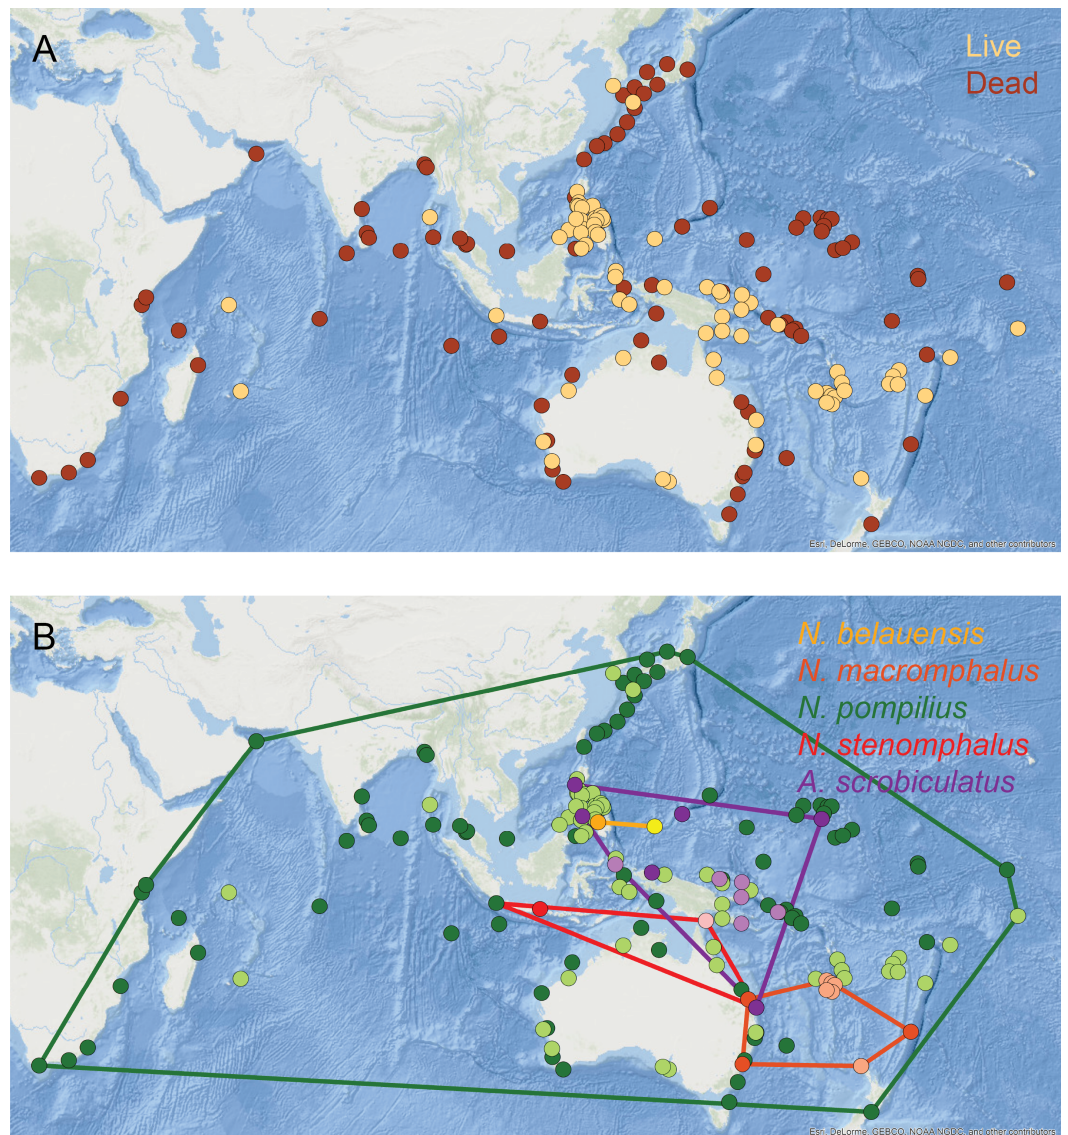 A
Live
Dead
Esri, DeLorme, GEBCO, NOAA NGDC, and other contributors
B
N. belauensis
N. macromphalus
N. pompilius
N. stenomphalus
A. scrobiculatus
Esri, DeLorme, GEBCO, NOAA NGDC, and other contributors